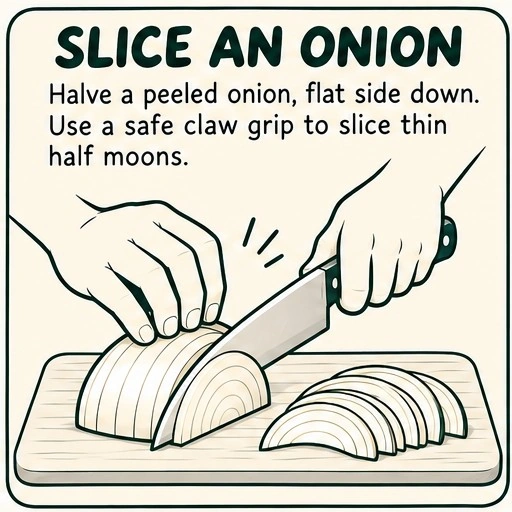 SLICE AN ONION
Halve a peeled onion, flat side down.
Use a safe claw grip to slice thin
half moons.